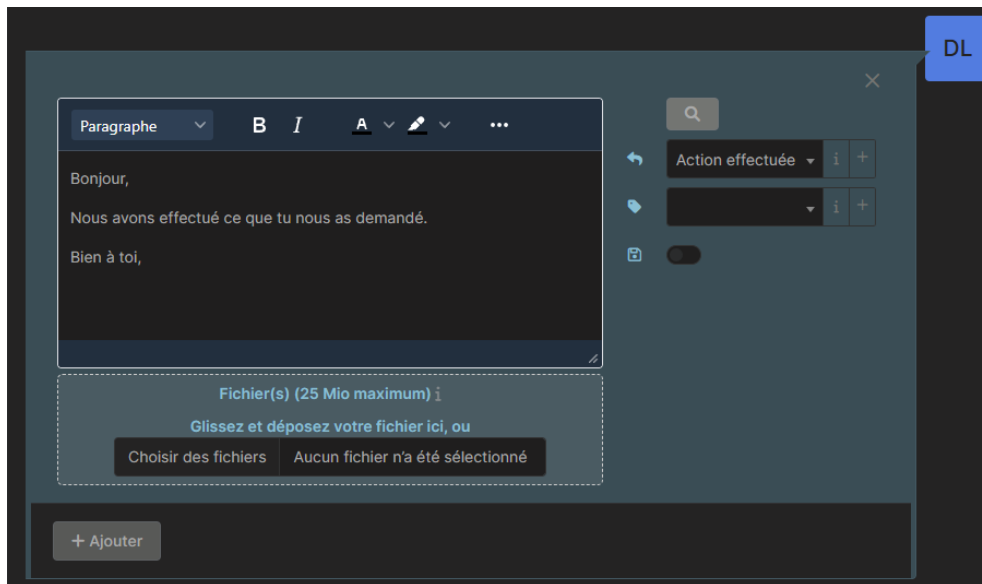 DL
Paragraphe
B I A
Bonjour,
Nous avons effectué ce que tu nous as demandé.
Bien à toi,
Action effectuée
Fichier(s) (25 Mio maximum) i
Glissez et déposez votre fichier ici, ou
Choisir des fichiers Aucun fichier n’a été sélectionné
+ Ajouter